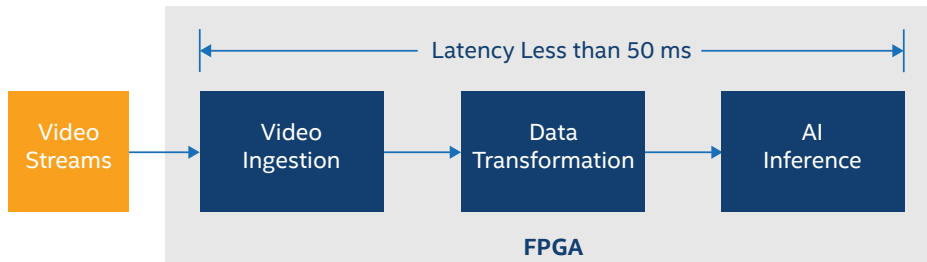 Latency Less than 50 ms
Video
Streams
Video
Ingestion
Data
Transformation
AI
Inference
FPGA